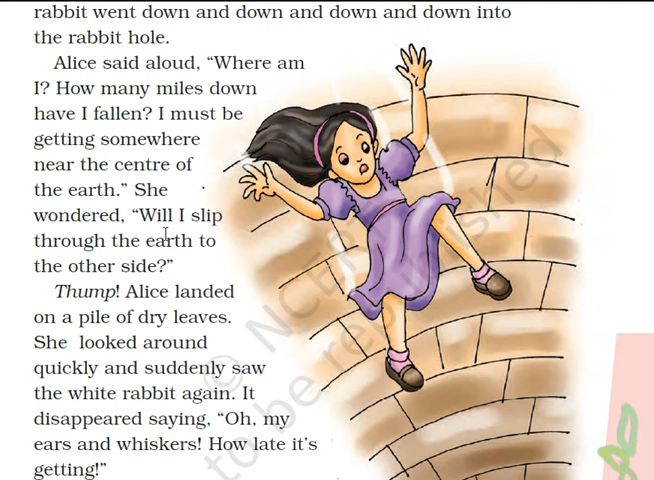 rabbit went down and down and down and down into
the rabbit hole.
Alice said aloud, “Where am
I? How many miles down
have I fallen? I must be
getting somewhere
near the centre of
the earth.” She
wondered, “Will I slip
through the earth to
the other side?”
Thump! Alice landed
on a pile of dry leaves.
She looked around
quickly and suddenly saw
the white rabbit again. It
disappeared saying, “Oh, my
ears and whiskers! How late it’s
getting!”
© NCERT
to be republished